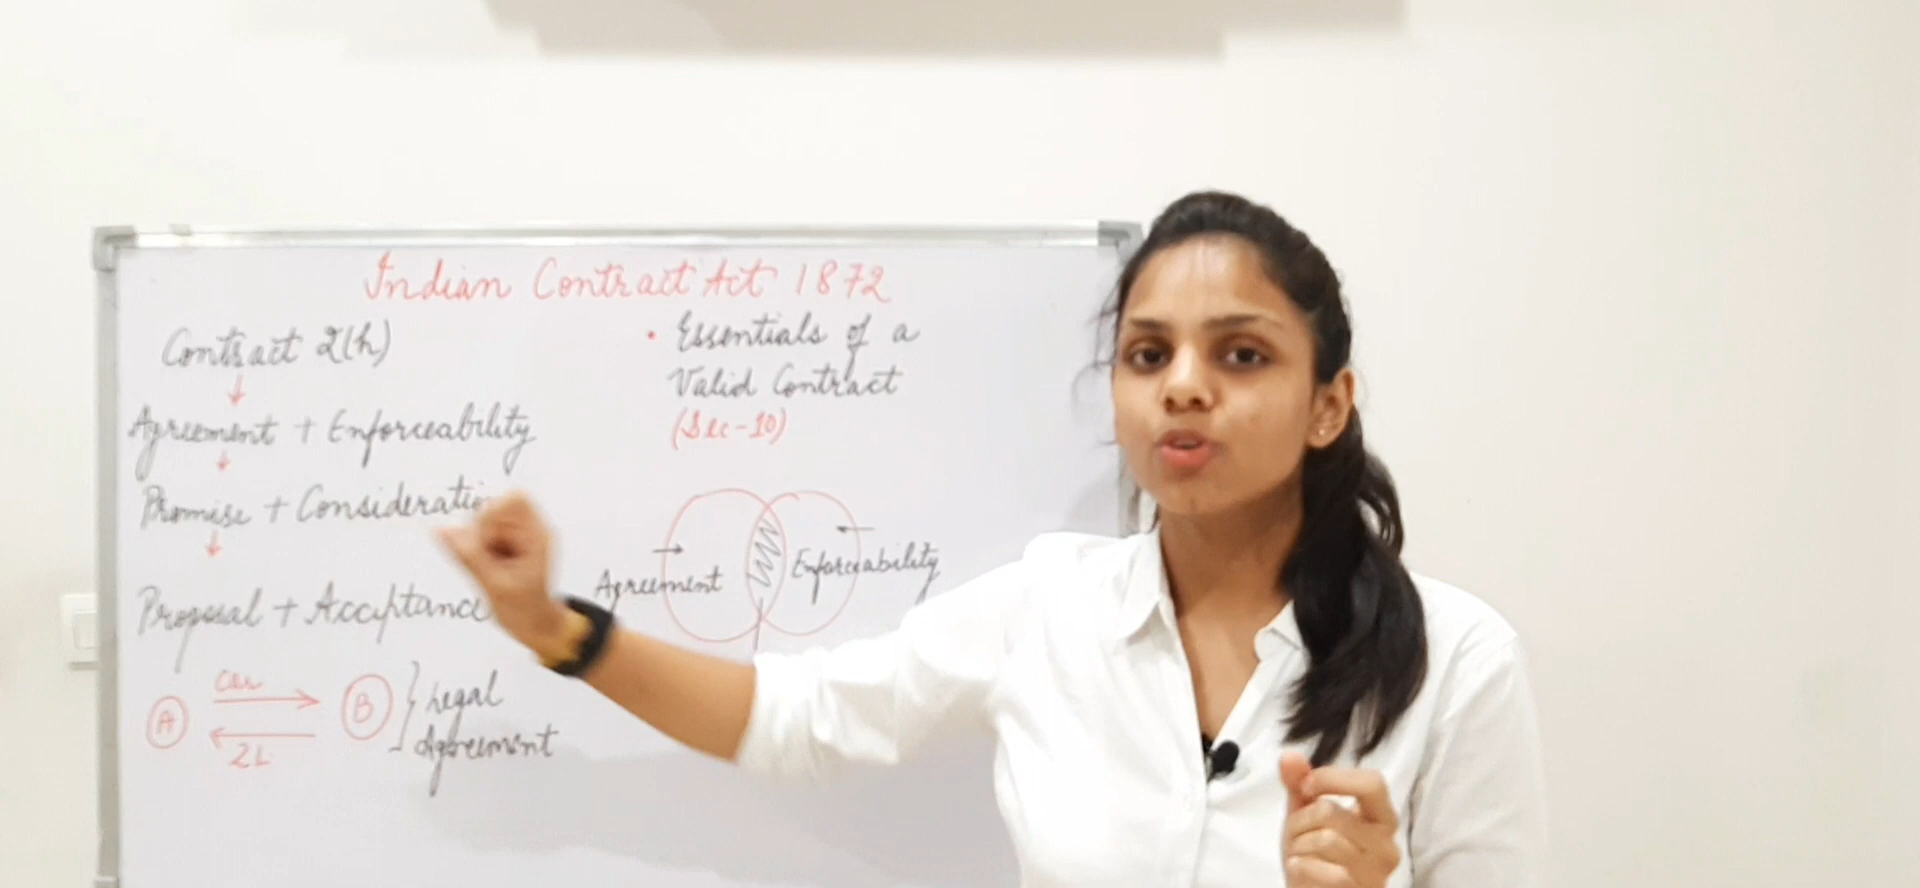 Indian Contract Act 1872
Contract 2(h)
Agreement + Enforceability
Promise + Consideration
Proposal + Acceptance
A
Car
B
2L
Legal
Agreement
• Essentials of a
Valid Contract
(Sec-10)
Agreement
Enforceability